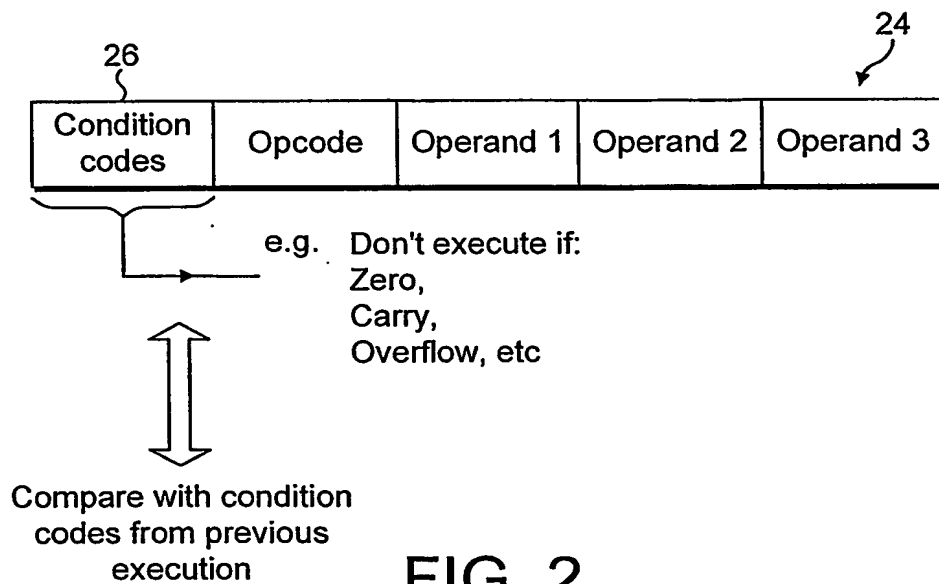 26
24
Condition
codes
Opcode
Operand 1
Operand 2
Operand 3
e.g. Don't execute if:
Zero,
Carry,
Overflow, etc
Compare with condition
codes from previous
execution
FIG. 2